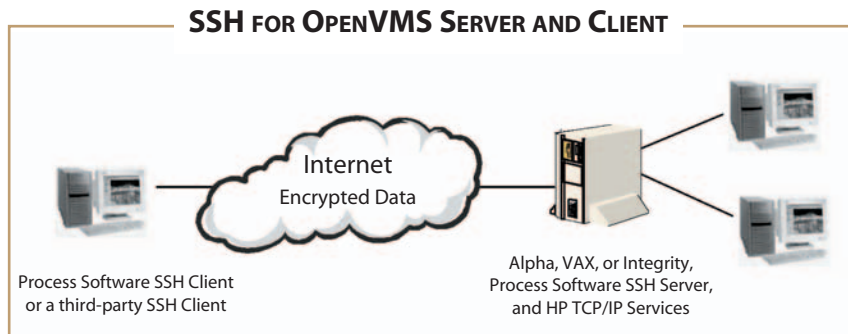 SSH FOR OPENVMS SERVER AND CLIENT
Internet
Encrypted Data
Process Software SSH Client
or a third-party SSH Client
Alpha, VAX, or Integrity,
Process Software SSH Server,
and HP TCP/IP Services